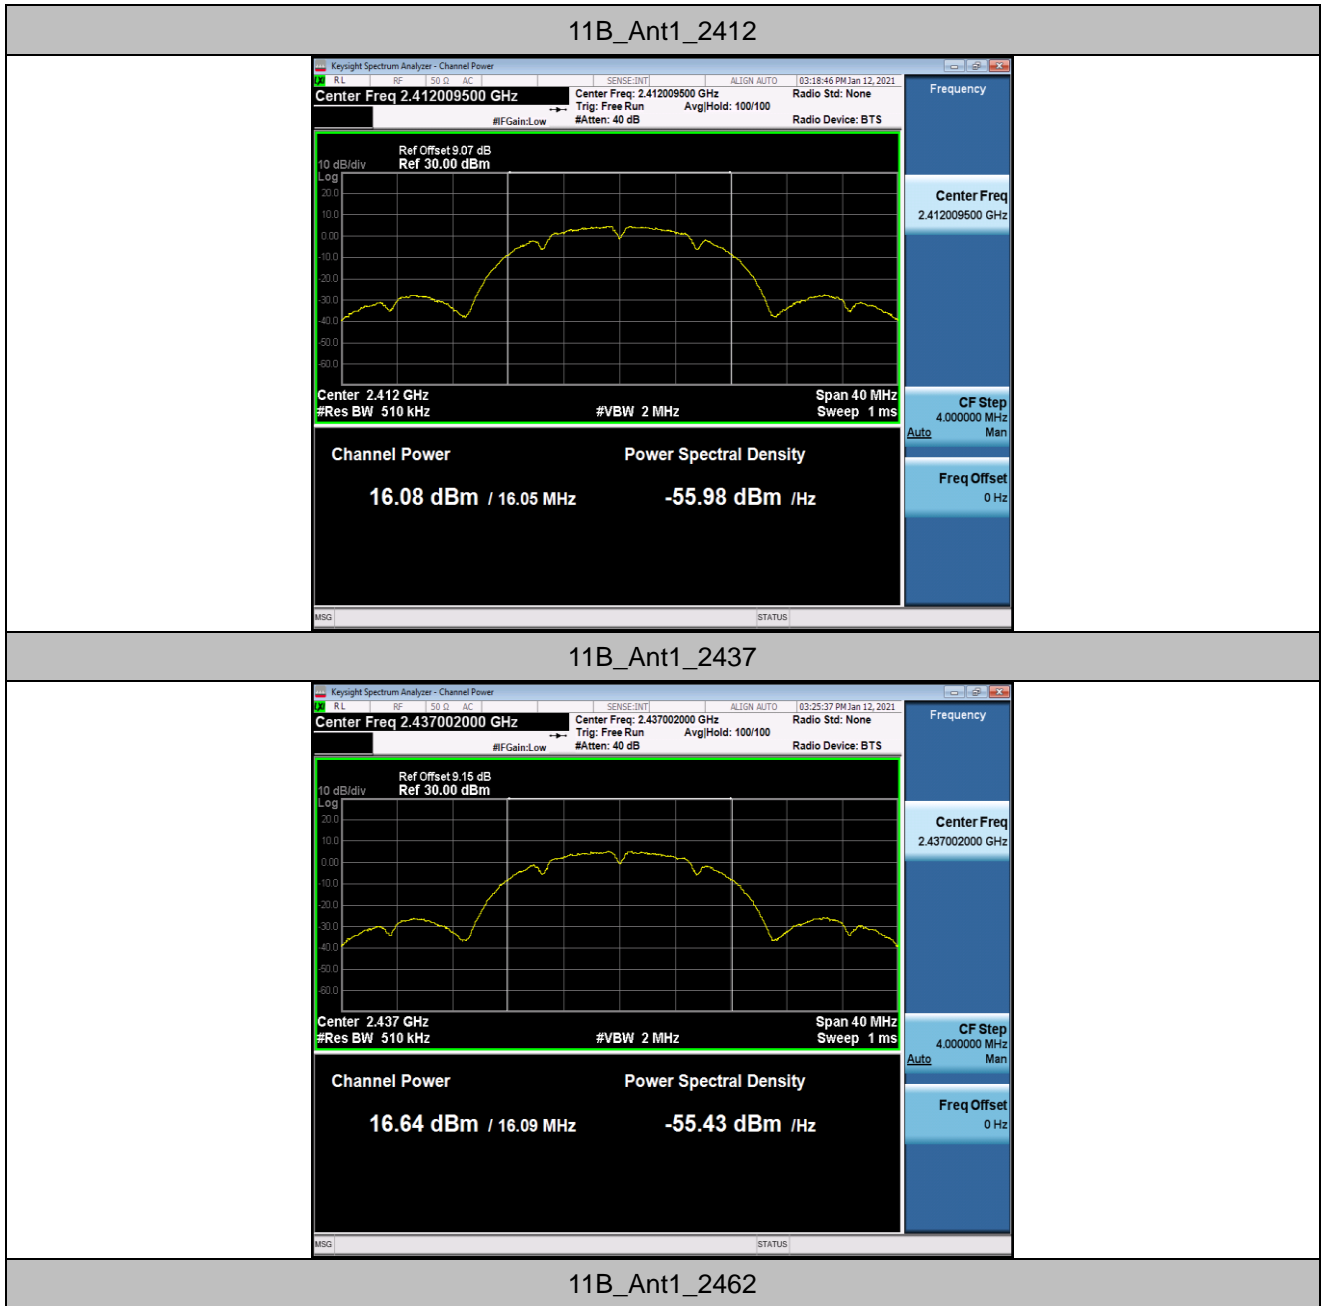 11B_Ant1_2412
Keysight Spectrum Analyzer - Channel Power
RL RF 50 Ω AC SENSE:INT ALIGN AUTO 03:18:46 PM Jan 12, 2021
Center Freq 2.412009500 GHz
Center Freq: 2.412009500 GHz Radio Std: None
Trig: Free Run Avg|Hold: 100/100
#IFGain:Low #Atten: 40 dB Radio Device: BTS
Frequency
Ref Offset 9.07 dB
10 dB/div Ref 30.00 dBm
Log
20.0
10.0
0.00
-10.0
-20.0
-30.0
-40.0
-50.0
-60.0
Center 2.412 GHz Span 40 MHz
#Res BW 510 kHz #VBW 2 MHz Sweep 1 ms
Center Freq
2.412009500 GHz
CF Step
4.000000 MHz
Auto Man
Freq Offset
0 Hz
Channel Power Power Spectral Density
16.08 dBm / 16.05 MHz -55.98 dBm /Hz
MSG STATUS
11B_Ant1_2437
Keysight Spectrum Analyzer - Channel Power
RL RF 50 Ω AC SENSE:INT ALIGN AUTO 03:25:37 PM Jan 12, 2021
Center Freq 2.437002000 GHz
Center Freq: 2.437002000 GHz Radio Std: None
Trig: Free Run Avg|Hold: 100/100
#IFGain:Low #Atten: 40 dB Radio Device: BTS
Frequency
Ref Offset 9.15 dB
10 dB/div Ref 30.00 dBm
Log
20.0
10.0
0.00
-10.0
-20.0
-30.0
-40.0
-50.0
-60.0
Center 2.437 GHz Span 40 MHz
#Res BW 510 kHz #VBW 2 MHz Sweep 1 ms
Center Freq
2.437002000 GHz
CF Step
4.000000 MHz
Auto Man
Freq Offset
0 Hz
Channel Power Power Spectral Density
16.64 dBm / 16.09 MHz -55.43 dBm /Hz
MSG STATUS
11B_Ant1_2462